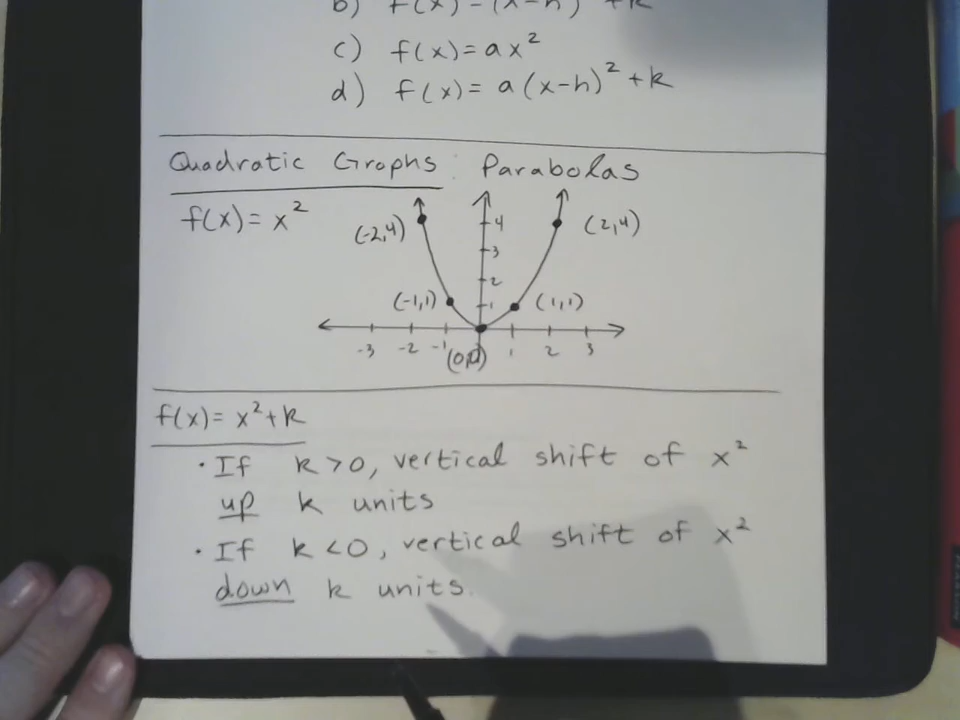 b) f(x) = (x-h)² + k
c) f(x) = ax²
d) f(x) = a(x-h)² + k
Quadratic Graphs : Parabolas
f(x) = x²
(-2,4) 4 (2,4)
3
2
(-1,1) 1 (1,1)
-3 -2 -1 1 2 3
(0,0)
f(x) = x² + k
· If k > 0, vertical shift of x²
up k units
· If k < 0, vertical shift of x²
down k units.